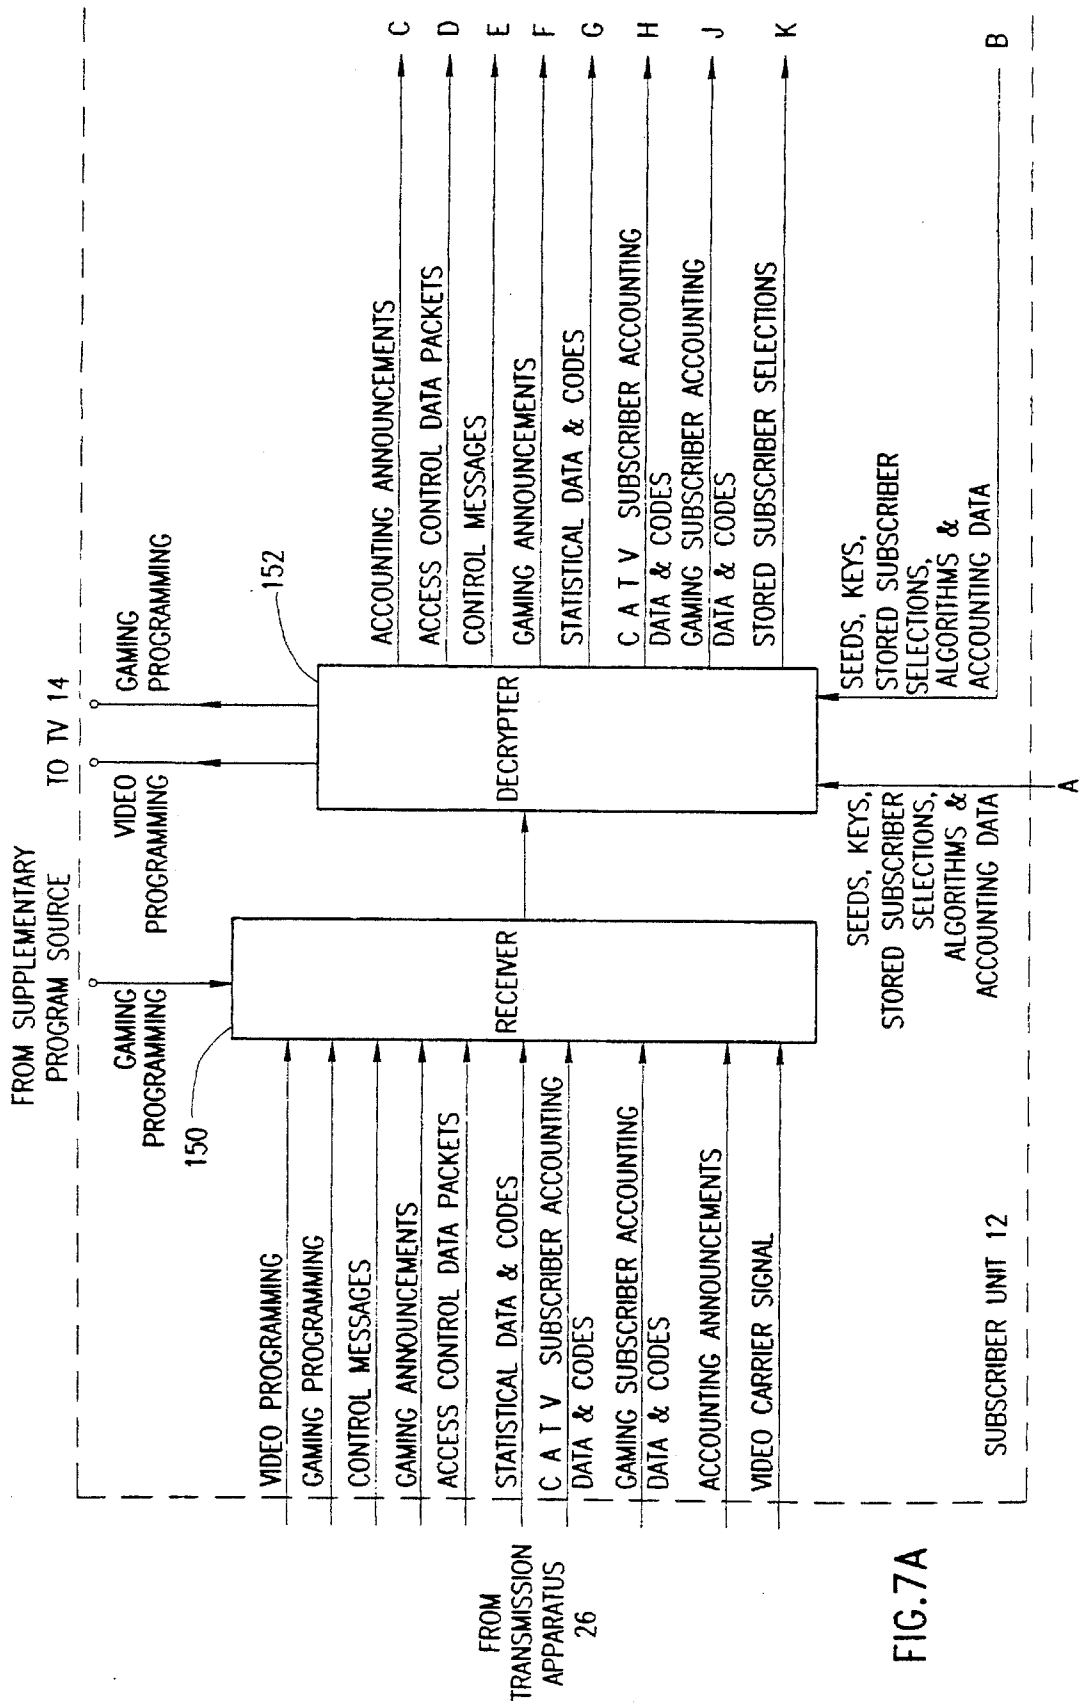 FROM SUPPLEMENTARY
PROGRAM SOURCE
TO TV 14
GAMING
PROGRAMMING
VIDEO
PROGRAMMING
GAMING
PROGRAMMING
150
152
FROM
TRANSMISSION
APPARATUS
26
VIDEO PROGRAMMING
GAMING PROGRAMMING
CONTROL MESSAGES
GAMING ANNOUNCEMENTS
ACCESS CONTROL DATA PACKETS
STATISTICAL DATA & CODES
C A T V SUBSCRIBER ACCOUNTING
DATA & CODES
GAMING SUBSCRIBER ACCOUNTING
DATA & CODES
ACCOUNTING ANNOUNCEMENTS
VIDEO CARRIER SIGNAL
RECEIVER
DECRYPTER
ACCOUNTING ANNOUNCEMENTS
C
ACCESS CONTROL DATA PACKETS
D
CONTROL MESSAGES
E
GAMING ANNOUNCEMENTS
F
STATISTICAL DATA & CODES
G
C A T V SUBSCRIBER ACCOUNTING
DATA & CODES
H
GAMING SUBSCRIBER ACCOUNTING
DATA & CODES
J
STORED SUBSCRIBER SELECTIONS
K
SEEDS, KEYS,
STORED SUBSCRIBER
SELECTIONS,
ALGORITHMS &
ACCOUNTING DATA
A
SEEDS, KEYS,
STORED SUBSCRIBER
SELECTIONS,
ALGORITHMS &
ACCOUNTING DATA
B
SUBSCRIBER UNIT 12
FIG.7A